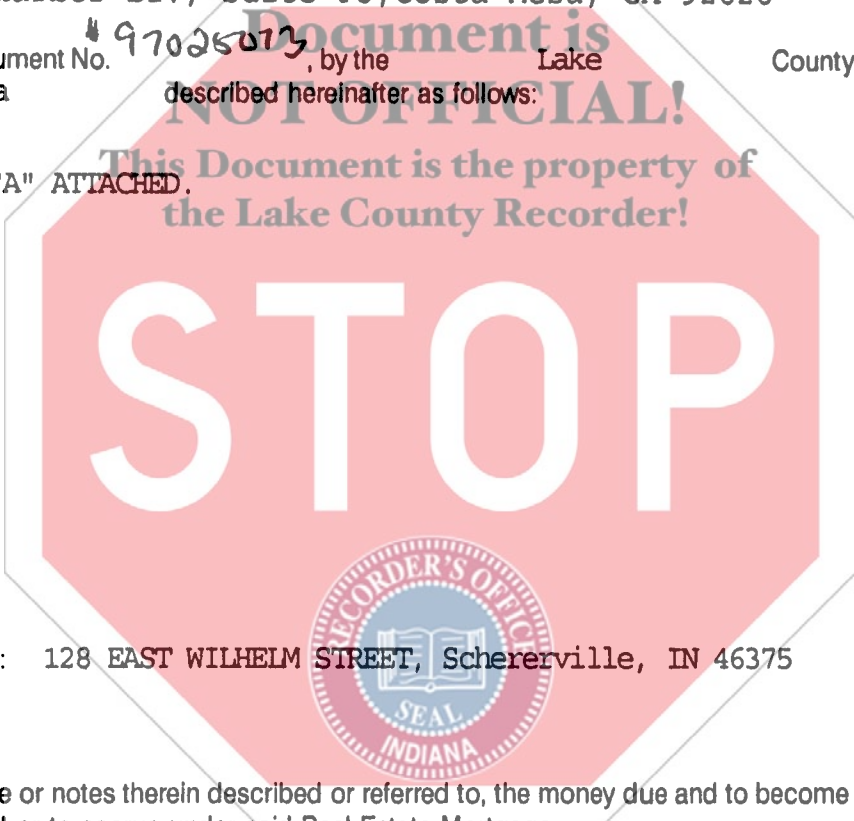 Document is
ument No. # 97025073, by the Lake County
a described hereinafter as follows:
NOT OFFICIAL!
This Document is the property of
"A" ATTACHED.
the Lake County Recorder!
STOP
RECORDER'S OFFICE
: 128 EAST WILHELM STREET, Schererville, IN 46375
SEAL
INDIANA
e or notes therein described or referred to, the money due and to become